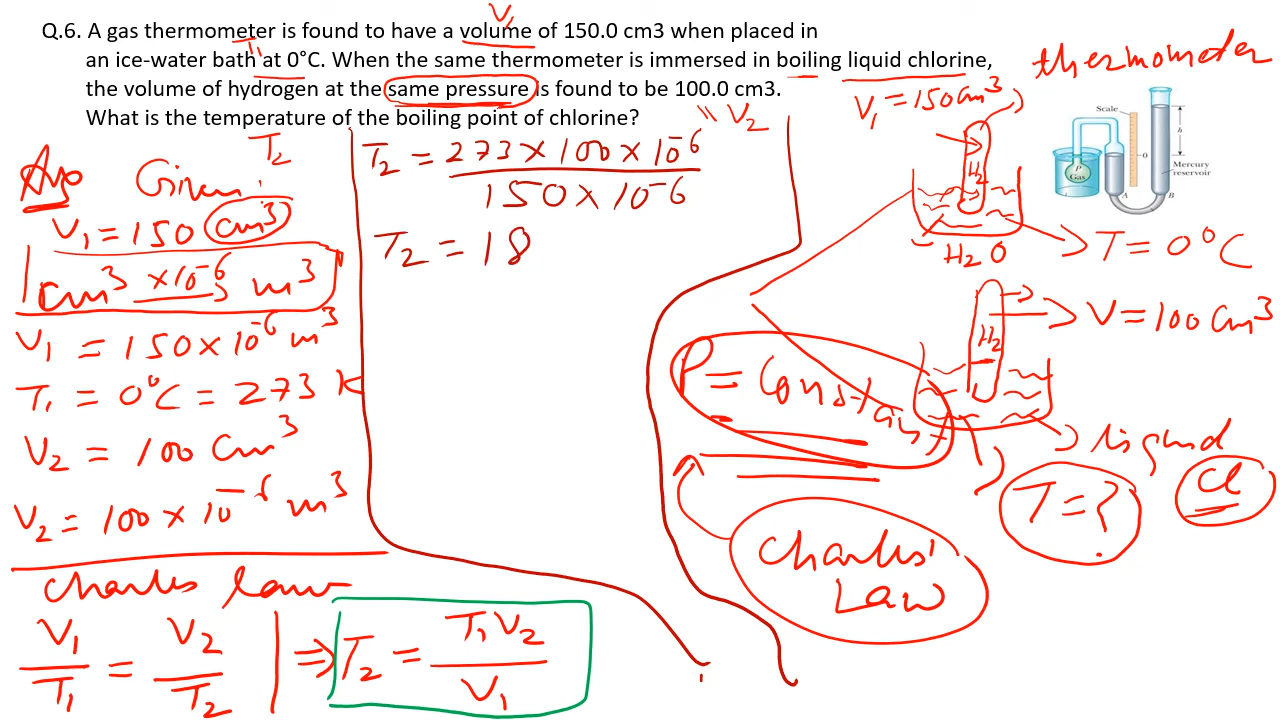 Q.6. A gas thermometer is found to have a volume of 150.0 cm3 when placed in
an ice-water bath at 0°C. When the same thermometer is immersed in boiling liquid chlorine,
the volume of hydrogen at the same pressure is found to be 100.0 cm3.
What is the temperature of the boiling point of chlorine?
V₁
T₁
T₂
" V₂
Given:
V₁ = 150 cm³
cm³ ×10⁻⁶ m³
V₁ = 150 × 10⁻⁶ m³
T₁ = 0°C = 273 K
V₂ = 100 Cm³
V₂ = 100 × 10⁻⁶ m³
Charles law
V₁/T₁ = V₂/T₂ ⇒ T₂ = T₁V₂/V₁
T₂ = 273 × 100 × 10⁻⁶ / 150 × 10⁻⁶
T₂ = 18
thermometer
V₁ = 150 cm³
H₂
H₂O
T = 0°C
Scale
0
h
P
Gas
Mercury
reservoir
A
B
V = 100 Cm³
H₂
P = Constant
liquid
Cl
T = ?
Charles'
Law